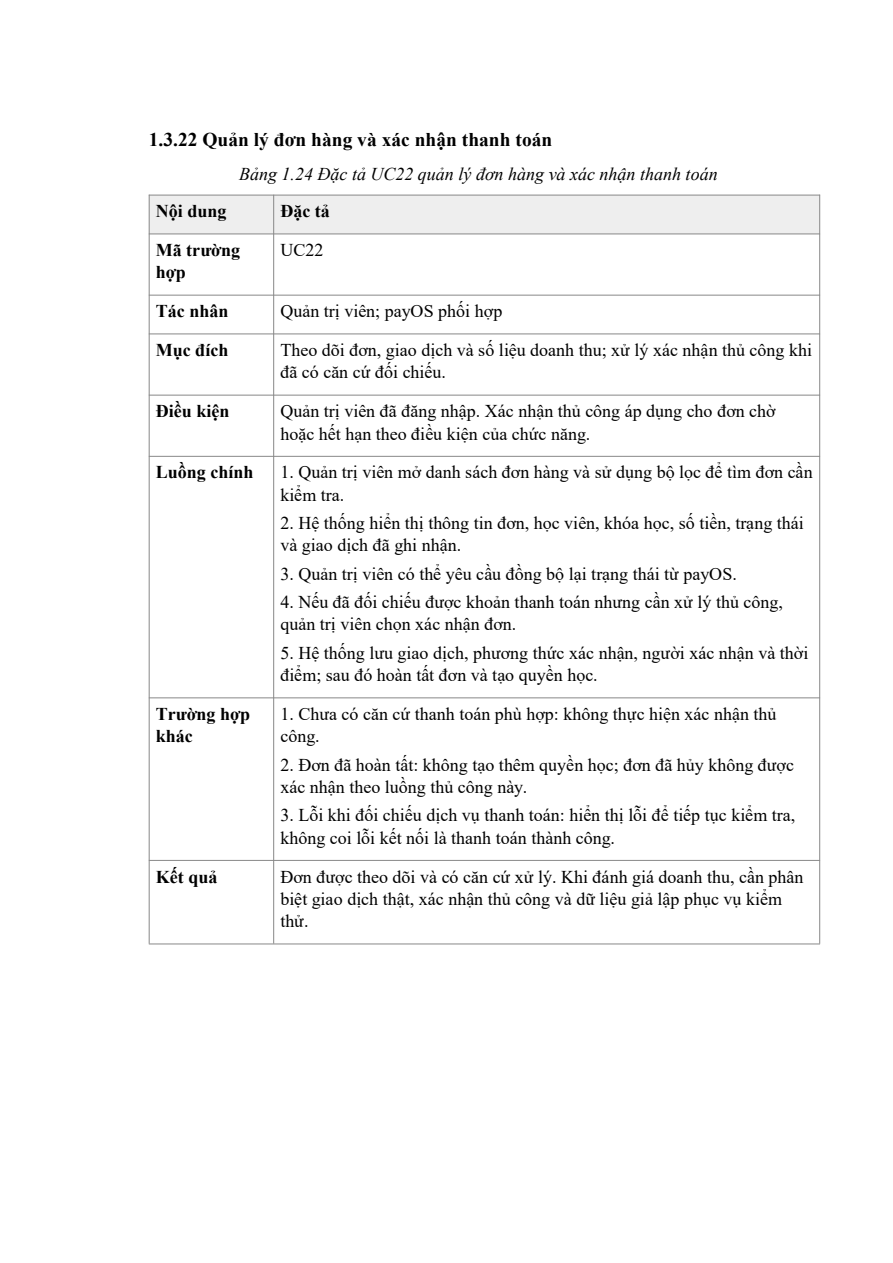 1.3.22 Quản lý đơn hàng và xác nhận thanh toán
Bảng 1.24 Đặc tả UC22 quản lý đơn hàng và xác nhận thanh toán
Nội dung
Đặc tả
Mã trường
hợp
UC22
Tác nhân
Quản trị viên; payOS phối hợp
Mục đích
Theo dõi đơn, giao dịch và số liệu doanh thu; xử lý xác nhận thủ công khi
đã có căn cứ đối chiếu.
Điều kiện
Quản trị viên đã đăng nhập. Xác nhận thủ công áp dụng cho đơn chờ
hoặc hết hạn theo điều kiện của chức năng.
Luồng chính
1. Quản trị viên mở danh sách đơn hàng và sử dụng bộ lọc để tìm đơn cần
kiểm tra.
2. Hệ thống hiển thị thông tin đơn, học viên, khóa học, số tiền, trạng thái
và giao dịch đã ghi nhận.
3. Quản trị viên có thể yêu cầu đồng bộ lại trạng thái từ payOS.
4. Nếu đã đối chiếu được khoản thanh toán nhưng cần xử lý thủ công,
quản trị viên chọn xác nhận đơn.
5. Hệ thống lưu giao dịch, phương thức xác nhận, người xác nhận và thời
điểm; sau đó hoàn tất đơn và tạo quyền học.
Trường hợp
khác
1. Chưa có căn cứ thanh toán phù hợp: không thực hiện xác nhận thủ
công.
2. Đơn đã hoàn tất: không tạo thêm quyền học; đơn đã hủy không được
xác nhận theo luồng thủ công này.
3. Lỗi khi đối chiếu dịch vụ thanh toán: hiển thị lỗi để tiếp tục kiểm tra,
không coi lỗi kết nối là thanh toán thành công.
Kết quả
Đơn được theo dõi và có căn cứ xử lý. Khi đánh giá doanh thu, cần phân
biệt giao dịch thật, xác nhận thủ công và dữ liệu giả lập phục vụ kiểm
thử.